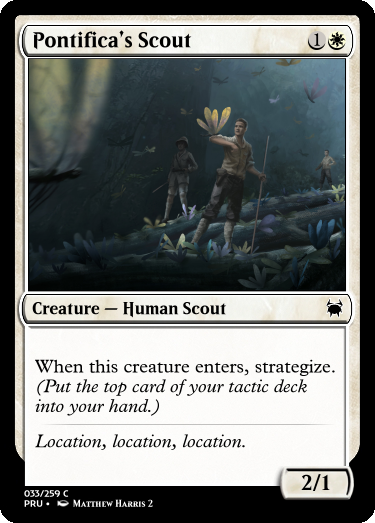 Pontifica's Scout 1
Creature — Human Scout
When this creature enters, strategize.
(Put the top card of your tactic deck
into your hand.)
Location, location, location.
2/1
033/259 C
PRU • Matthew Harris 2